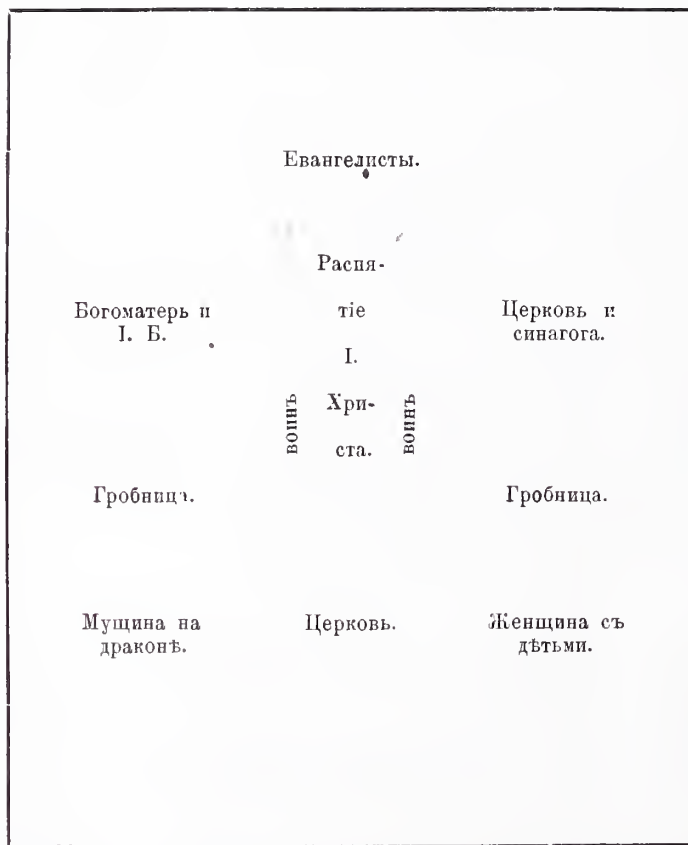 Евангелисты.
Распя-
Богоматерь и
І. Б.
тіе
Церковь и
синагога.
І.
воинъ
Хри-
воинъ
ста.
Гробница.
Гробница.
Мущина на
драконѣ.
Церковь.
Женщина съ
дѣтьми.